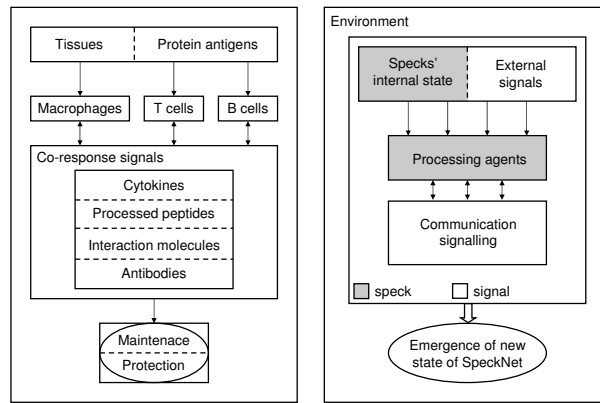 Tissues
Protein antigens
Macrophages
T cells
B cells
Co-response signals
Cytokines
Processed peptides
Interaction molecules
Antibodies
Maintenace
Protection
Environment
Specks'
internal state
External
signals
Processing agents
Communication
signalling
speck
signal
Emergence of new
state of SpeckNet